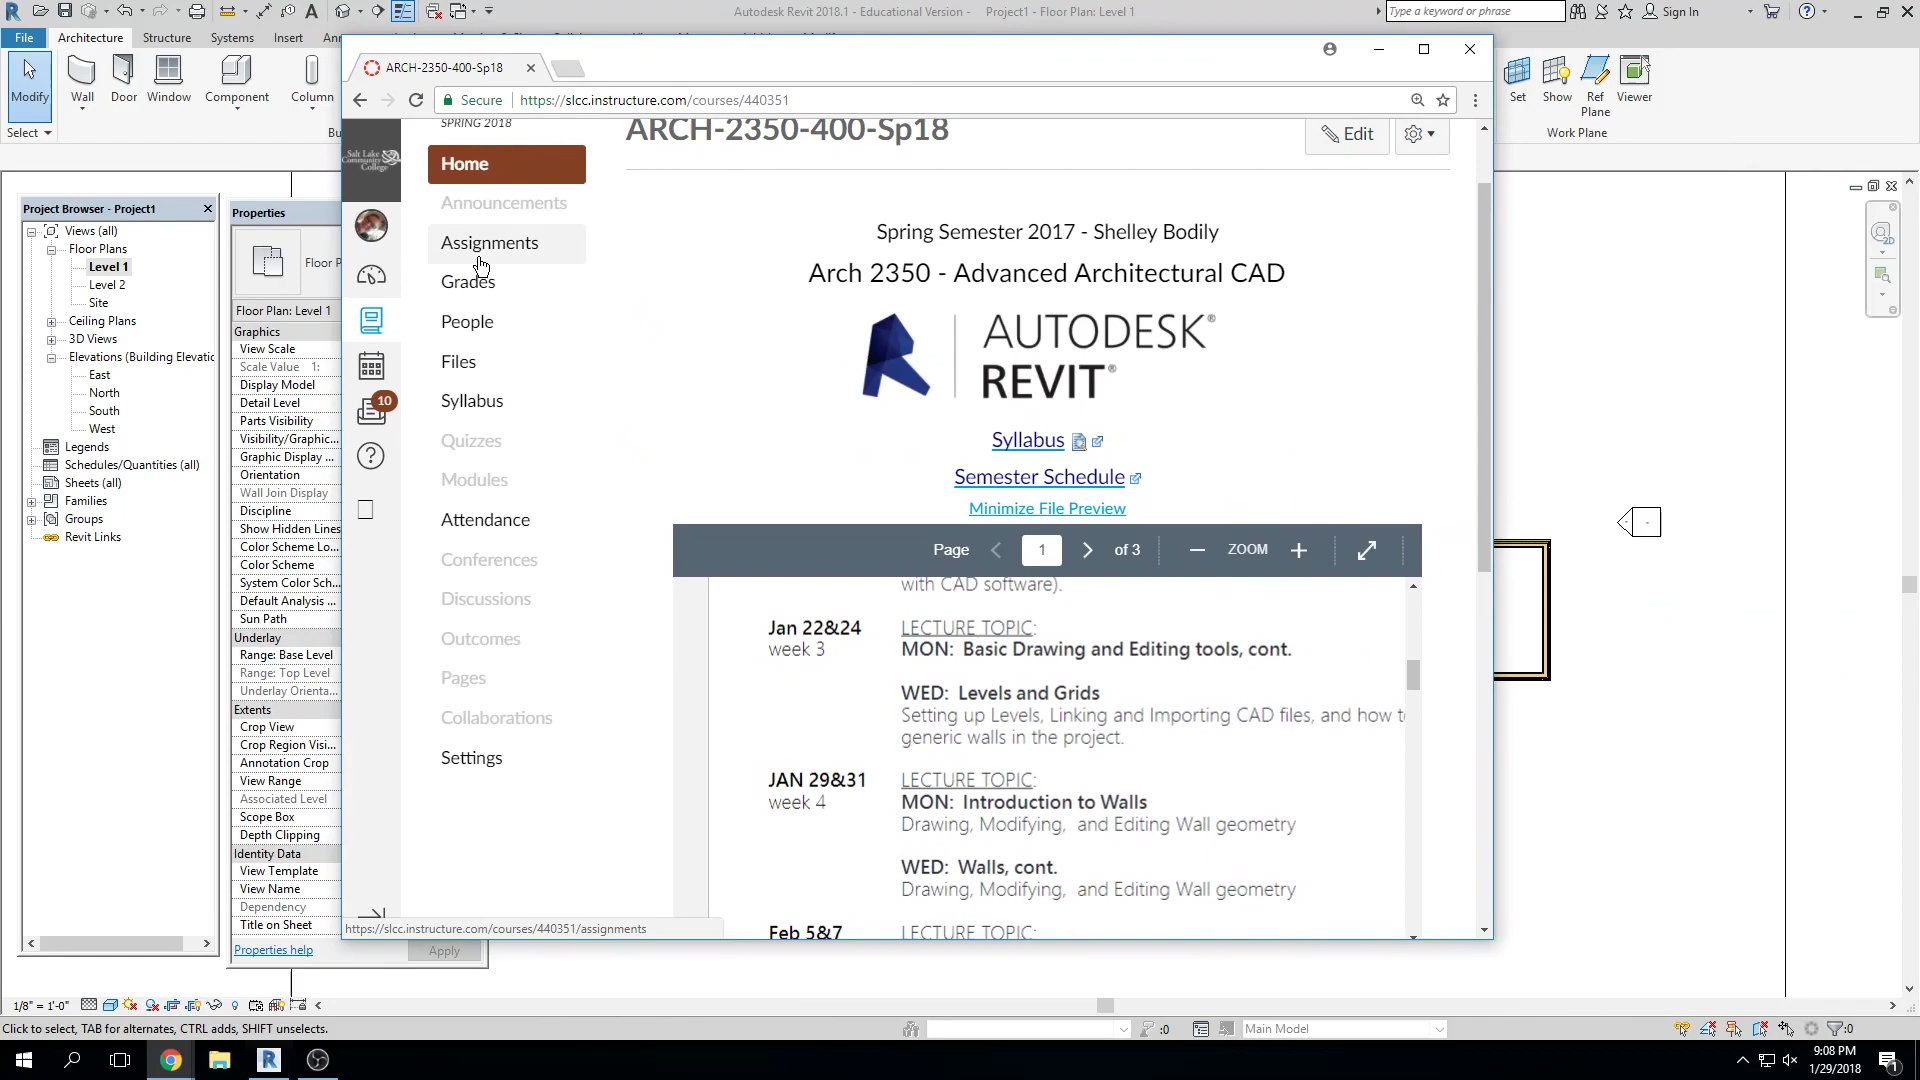 Autodesk Revit 2018.1 - Educational Version - Project1 - Floor Plan: Level 1
Type a keyword or phrase
Sign In
File
Architecture
Structure
Systems
Insert
Modify
Wall
Door
Window
Component
Column
Set
Show
Ref
Plane
Viewer
Select
Work Plane
ARCH-2350-400-Sp18
Secure
https://slcc.instructure.com/courses/440351
Project Browser - Project1
Views (all)
Floor Plans
Level 1
Level 2
Site
Ceiling Plans
3D Views
Elevations (Building Elevatic
East
North
South
West
Legends
Schedules/Quantities (all)
Sheets (all)
Families
Groups
Revit Links
Properties
Floor P
Floor Plan: Level 1
Graphics
View Scale
Scale Value 1:
Display Model
Detail Level
Parts Visibility
Visibility/Graphic...
Graphic Display ...
Orientation
Wall Join Display
Discipline
Show Hidden Lines
Color Scheme Lo...
Color Scheme
System Color Sch...
Default Analysis ...
Sun Path
Underlay
Range: Base Level
Range: Top Level
Underlay Orienta...
Extents
Crop View
Crop Region Visi...
Annotation Crop
View Range
Associated Level
Scope Box
Depth Clipping
Identity Data
View Template
View Name
Dependency
Title on Sheet
Properties help
Apply
Salt Lake
Community
College
10
SPRING 2018
Home
Announcements
Assignments
Grades
People
Files
Syllabus
Quizzes
Modules
Attendance
Conferences
Discussions
Outcomes
Pages
Collaborations
Settings
ARCH-2350-400-Sp18
Edit
Spring Semester 2017 - Shelley Bodily
Arch 2350 - Advanced Architectural CAD
AUTODESK®
REVIT®
Syllabus
Semester Schedule
Minimize File Preview
Page 1 of 3 ZOOM
with CAD software).
Jan 22&24 LECTURE TOPIC:
week 3 MON: Basic Drawing and Editing tools, cont.
WED: Levels and Grids
Setting up Levels, Linking and Importing CAD files, and how t
generic walls in the project.
JAN 29&31 LECTURE TOPIC:
week 4 MON: Introduction to Walls
Drawing, Modifying, and Editing Wall geometry
WED: Walls, cont.
Drawing, Modifying, and Editing Wall geometry
Feb 5&7 LECTURE TOPIC:
https://slcc.instructure.com/courses/440351/assignments
2D
1/8" = 1'-0"
Click to select, TAB for alternates, CTRL adds, SHIFT unselects.
:0
Main Model
:0
9:08 PM
1/29/2018
1